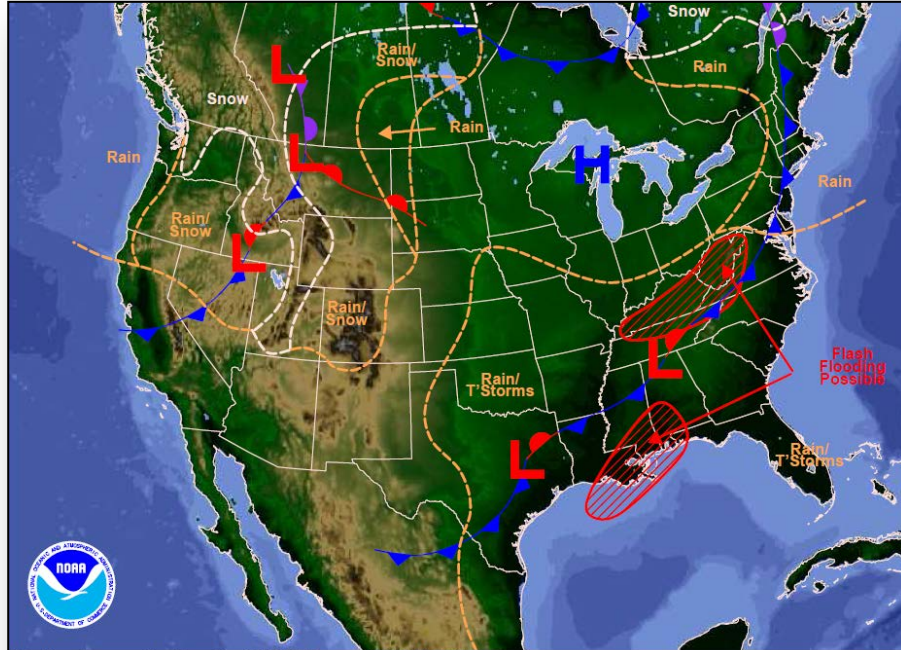 Snow
Rain/
Snow
Rain
L
Snow
Rain
Rain
L
H
Rain
Rain/
Snow
L
Rain/
Snow
L
Flash
Flooding
Possible
Rain/
T'Storms
L
Rain/
T'Storms
NOAA
NATIONAL OCEANIC AND ATMOSPHERIC ADMINISTRATION
U.S. DEPARTMENT OF COMMERCE